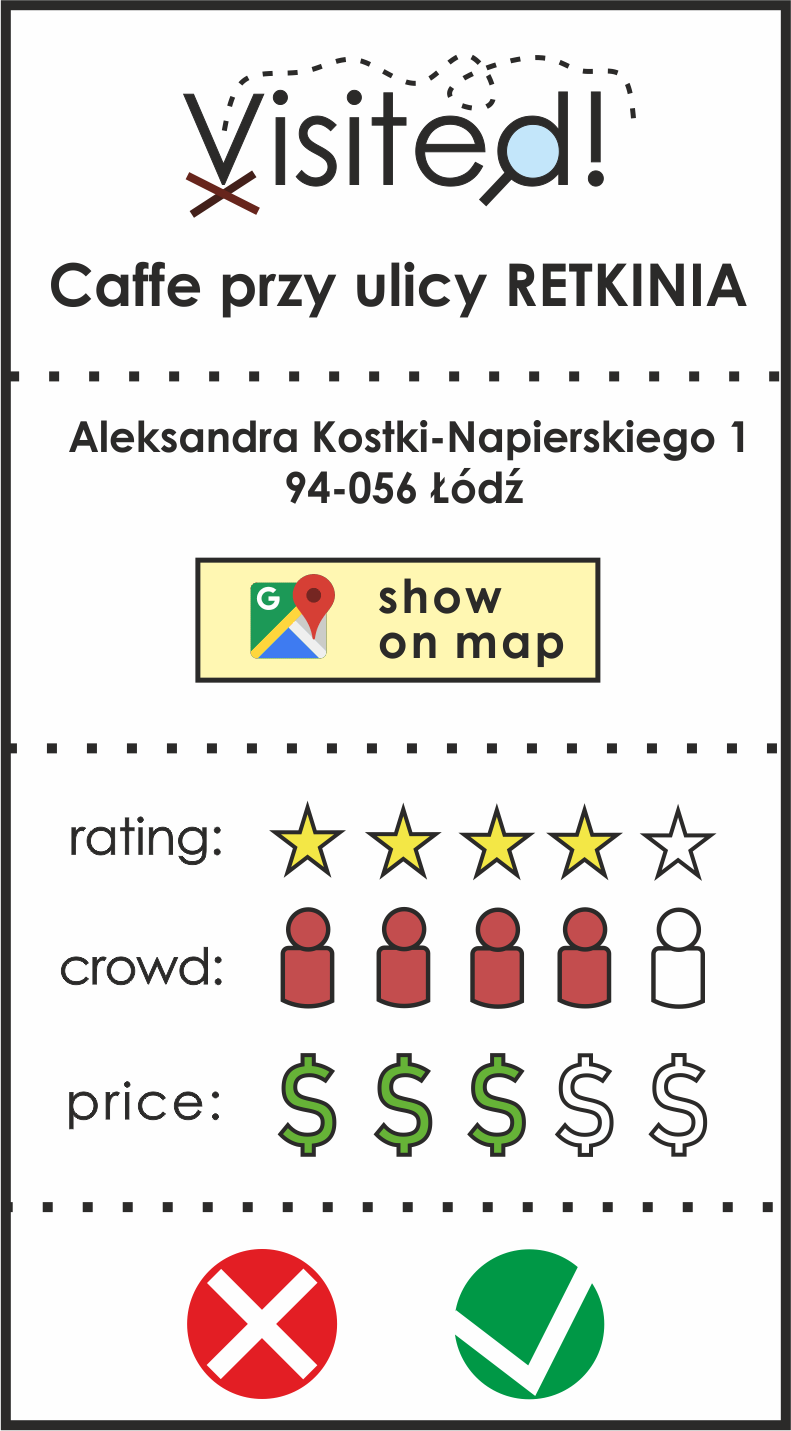 Visited!
Caffe przy ulicy RETKINIA
Aleksandra Kostki-Napierskiego 1
94-056 Łódź
G
show
on map
rating:
crowd:
price:
$ $ $ $ $